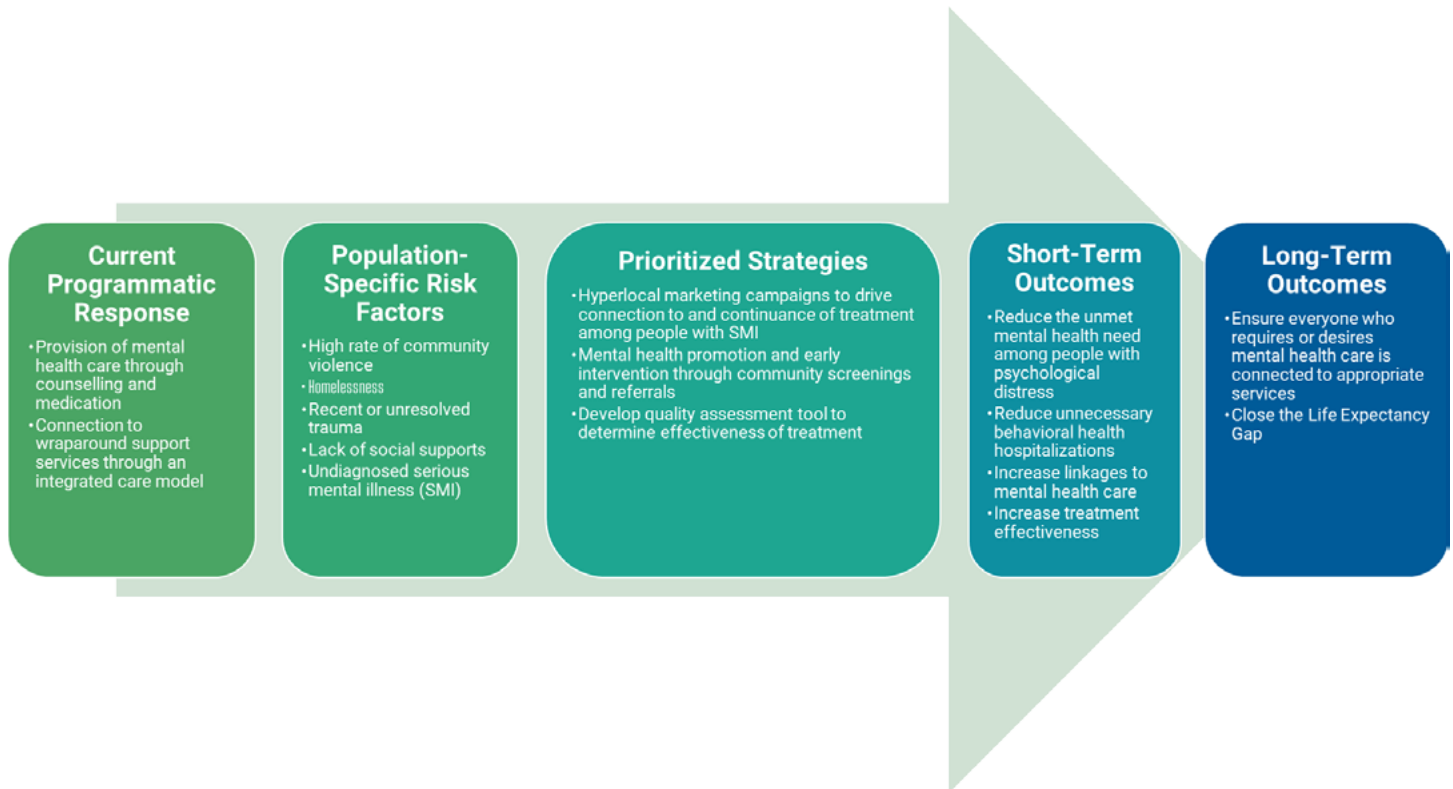 Current
Programmatic
Response
•Provision of mental
health care through
counselling and
medication
•Connection to
wraparound support
services through an
integrated care model
Population-
Specific Risk
Factors
•High rate of community
violence
•Homelessness
•Recent or unresolved
trauma
•Lack of social supports
•Undiagnosed serious
mental illness (SMI)
Prioritized Strategies
•Hyperlocal marketing campaigns to drive
connection to and continuance of treatment
among people with SMI
•Mental health promotion and early
intervention through community screenings
and referrals
•Develop quality assessment tool to
determine effectiveness of treatment
Short-Term
Outcomes
•Reduce the unmet
mental health need
among people with
psychological
distress
•Reduce unnecessary
behavioral health
hospitalizations
•Increase linkages to
mental health care
•Increase treatment
effectiveness
Long-Term
Outcomes
•Ensure everyone who
requires or desires
mental health care is
connected to appropriate
services
•Close the Life Expectancy
Gap